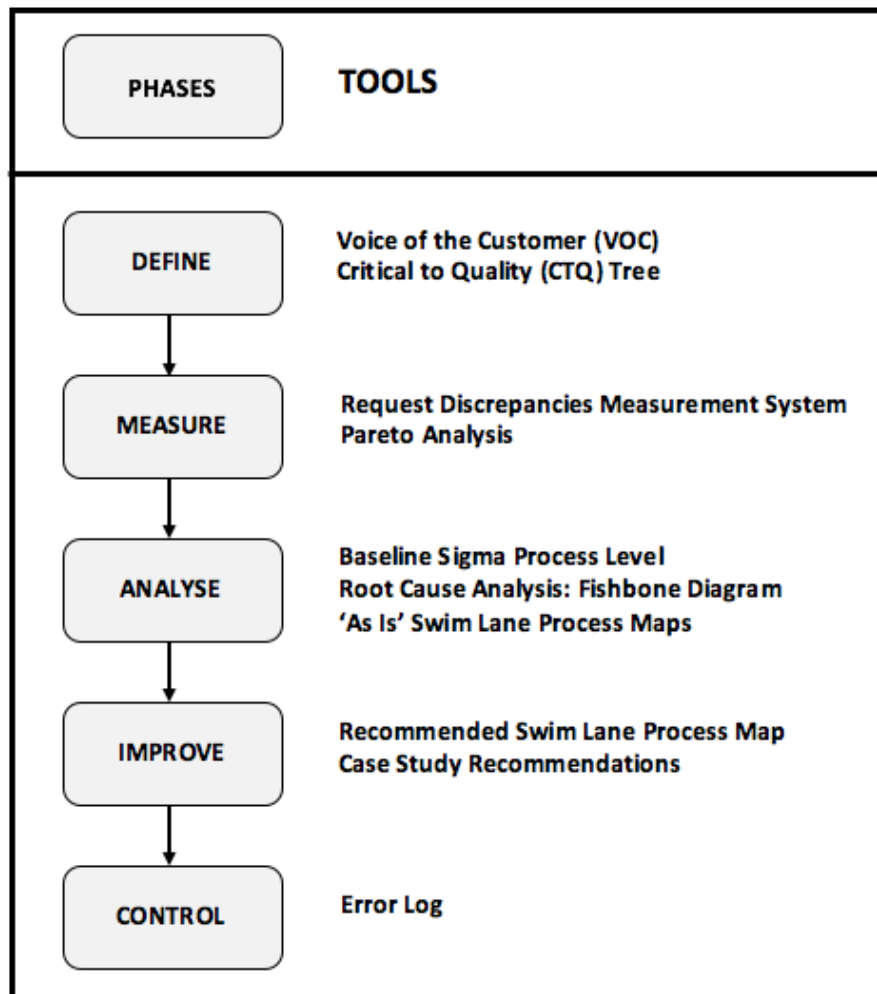 PHASES
TOOLS
DEFINE
Voice of the Customer (VOC)
Critical to Quality (CTQ) Tree
MEASURE
Request Discrepancies Measurement System
Pareto Analysis
ANALYSE
Baseline Sigma Process Level
Root Cause Analysis: Fishbone Diagram
‘As Is’ Swim Lane Process Maps
IMPROVE
Recommended Swim Lane Process Map
Case Study Recommendations
CONTROL
Error Log